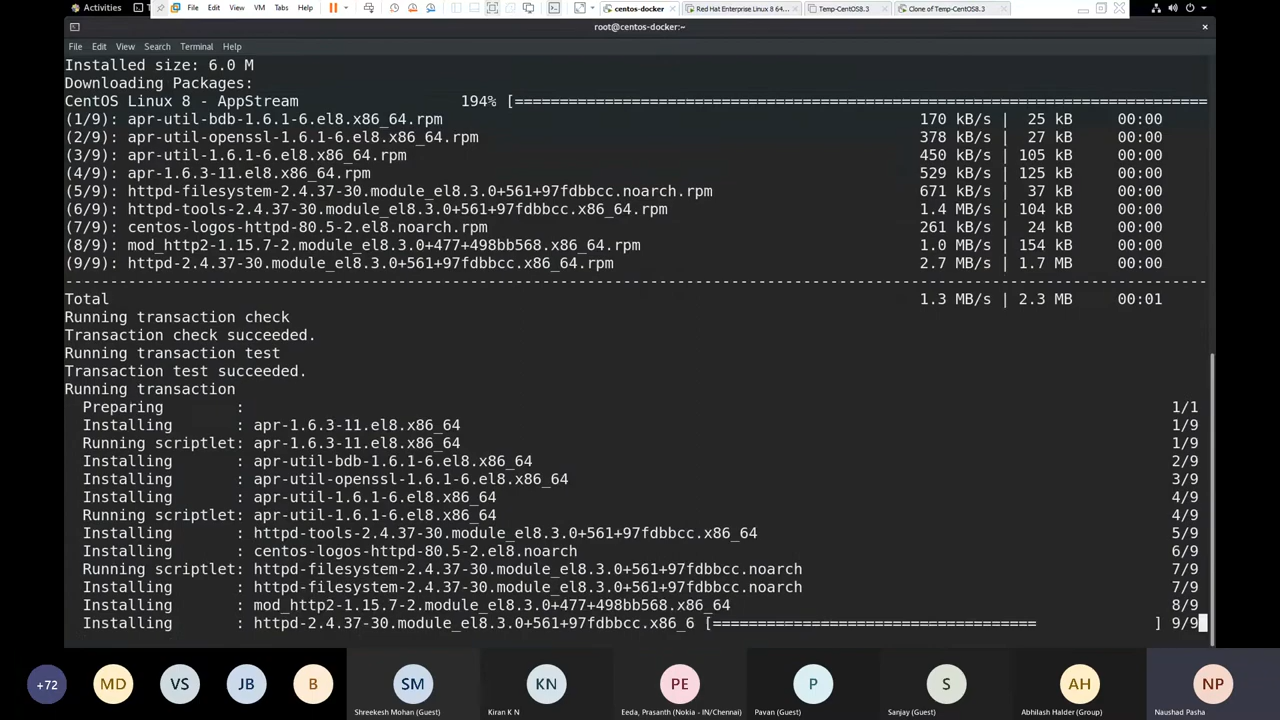 Activities
File Edit View VM Tabs Help
centos-docker
Red Hat Enterprise Linux 8 64...
Temp-CentOS8.3
Clone of Temp-CentOS8.3
root@centos-docker:~
File Edit View Search Terminal Help
Installed size: 6.0 M
Downloading Packages:
CentOS Linux 8 - AppStream 194% [=============================================================================
(1/9): apr-util-bdb-1.6.1-6.el8.x86_64.rpm 170 kB/s | 25 kB 00:00
(2/9): apr-util-openssl-1.6.1-6.el8.x86_64.rpm 378 kB/s | 27 kB 00:00
(3/9): apr-util-1.6.1-6.el8.x86_64.rpm 450 kB/s | 105 kB 00:00
(4/9): apr-1.6.3-11.el8.x86_64.rpm 529 kB/s | 125 kB 00:00
(5/9): httpd-filesystem-2.4.37-30.module_el8.3.0+561+97fdbbcc.noarch.rpm 671 kB/s | 37 kB 00:00
(6/9): httpd-tools-2.4.37-30.module_el8.3.0+561+97fdbbcc.x86_64.rpm 1.4 MB/s | 104 kB 00:00
(7/9): centos-logos-httpd-80.5-2.el8.noarch.rpm 261 kB/s | 24 kB 00:00
(8/9): mod_http2-1.15.7-2.module_el8.3.0+477+498bb568.x86_64.rpm 1.0 MB/s | 154 kB 00:00
(9/9): httpd-2.4.37-30.module_el8.3.0+561+97fdbbcc.x86_64.rpm 2.7 MB/s | 1.7 MB 00:00
-------------------------------------------------------------------------------------------------------------------------------
Total 1.3 MB/s | 2.3 MB 00:01
Running transaction check
Transaction check succeeded.
Running transaction test
Transaction test succeeded.
Running transaction
Preparing : 1/1
Installing : apr-1.6.3-11.el8.x86_64 1/9
Running scriptlet: apr-1.6.3-11.el8.x86_64 1/9
Installing : apr-util-bdb-1.6.1-6.el8.x86_64 2/9
Installing : apr-util-openssl-1.6.1-6.el8.x86_64 3/9
Installing : apr-util-1.6.1-6.el8.x86_64 4/9
Running scriptlet: apr-util-1.6.1-6.el8.x86_64 4/9
Installing : httpd-tools-2.4.37-30.module_el8.3.0+561+97fdbbcc.x86_64 5/9
Installing : centos-logos-httpd-80.5-2.el8.noarch 6/9
Running scriptlet: httpd-filesystem-2.4.37-30.module_el8.3.0+561+97fdbbcc.noarch 7/9
Installing : httpd-filesystem-2.4.37-30.module_el8.3.0+561+97fdbbcc.noarch 7/9
Installing : mod_http2-1.15.7-2.module_el8.3.0+477+498bb568.x86_64 8/9
Installing : httpd-2.4.37-30.module_el8.3.0+561+97fdbbcc.x86_6 [==================================== ] 9/9
+72 MD VS JB B SM KN PE P S AH NP
Shreekesh Mohan (Guest) Kiran K N Eeda, Prasanth (Nokia - IN/Chennai) Pavan (Guest) Sanjay (Guest) Abhilash Halder (Group) Naushad Pasha